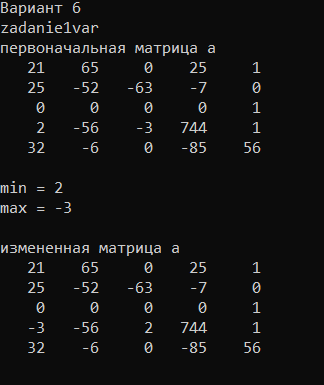 Вариант 6
zadanie1var
первоначальная матрица a
21 65 0 25 1
25 -52 -63 -7 0
0 0 0 0 1
2 -56 -3 744 1
32 -6 0 -85 56
min = 2
max = -3
измененная матрица a
21 65 0 25 1
25 -52 -63 -7 0
0 0 0 0 1
-3 -56 2 744 1
32 -6 0 -85 56